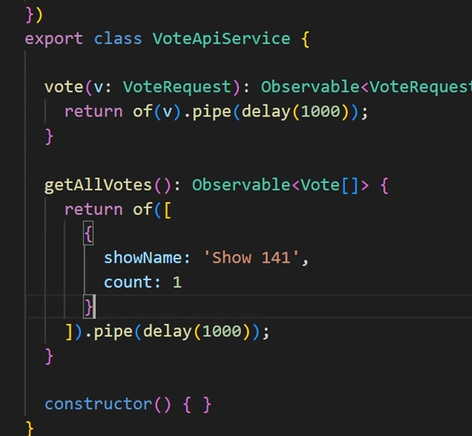 })
export class VoteApiService {
vote(v: VoteRequest): Observable<VoteRequest
return of(v).pipe(delay(1000));
}
getAllVotes(): Observable<Vote[]> {
return of([
{
showName: 'Show 141',
count: 1
}
]).pipe(delay(1000));
}
constructor() { }
}